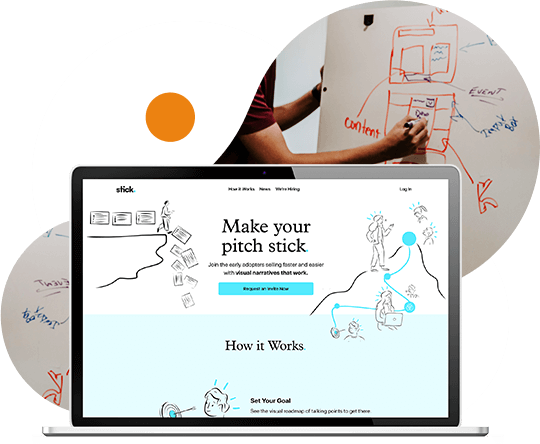 EVENT
content
stick.
How it Works News We're Hiring
Log In
Make your
pitch stick.
Join the early adopters selling faster and easier
with visual narratives that work.
Request an Invite Now
How it Works.
Set Your Goal
See the visual roadmap of talking points to get there